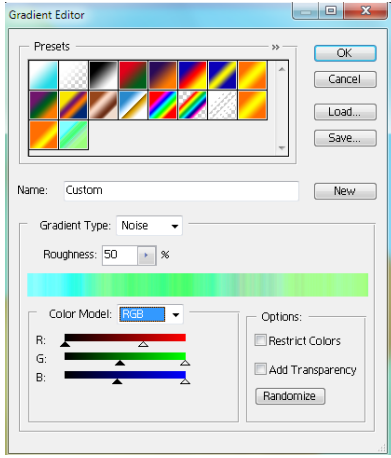 Gradient Editor
Presets
OK
Cancel
Load...
Save...
Name: Custom
New
Gradient Type: Noise
Roughness: 50 %
Color Model: RGB
R:
G:
B:
Options:
Restrict Colors
Add Transparency
Randomize